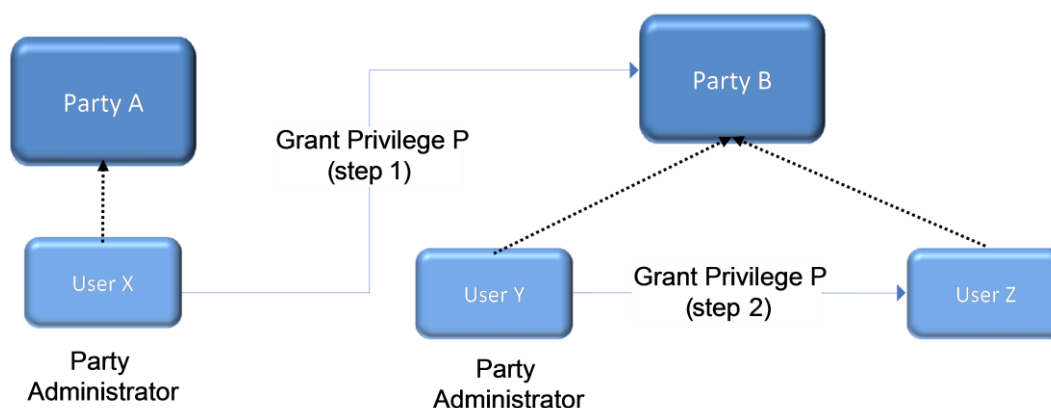 Party A
Party B
Grant Privilege P
(step 1)
User X
User Y
Grant Privilege P
(step 2)
User Z
Party
Administrator
Party
Administrator